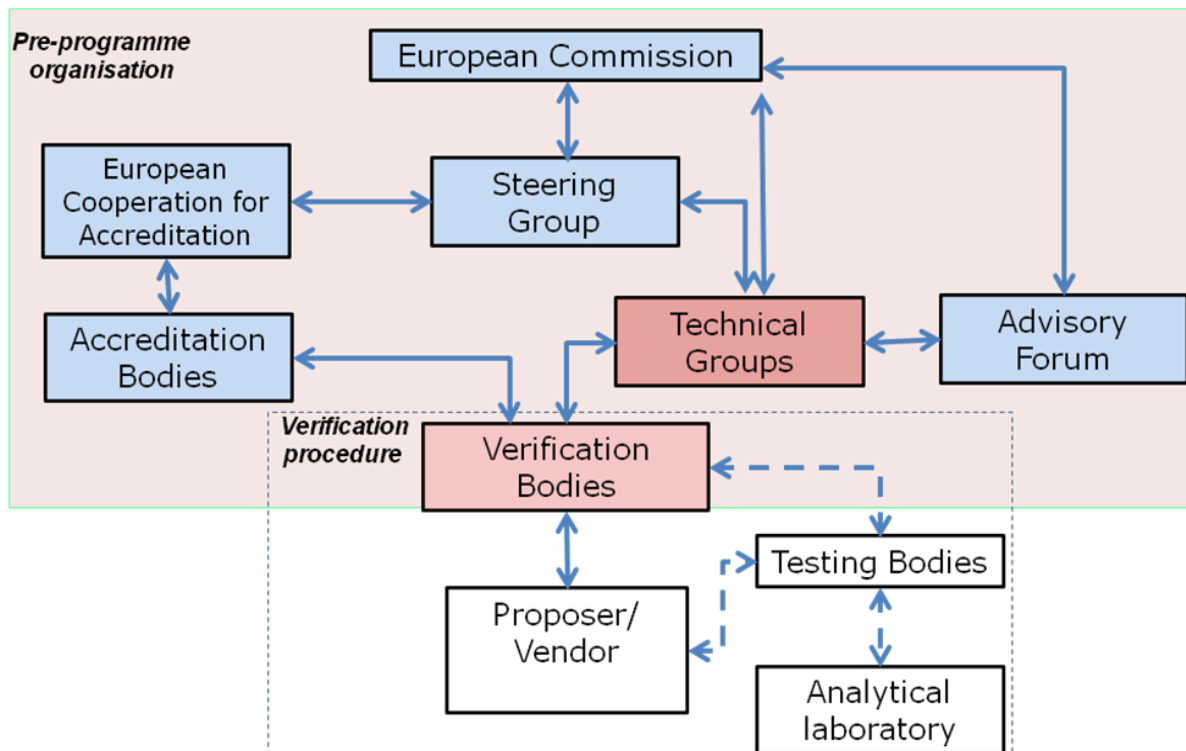 Pre-programme
organisation
European Commission
European
Cooperation for
Accreditation
Steering
Group
Accreditation
Bodies
Technical
Groups
Advisory
Forum
Verification
procedure
Verification
Bodies
Testing Bodies
Proposer/
Vendor
Analytical
laboratory